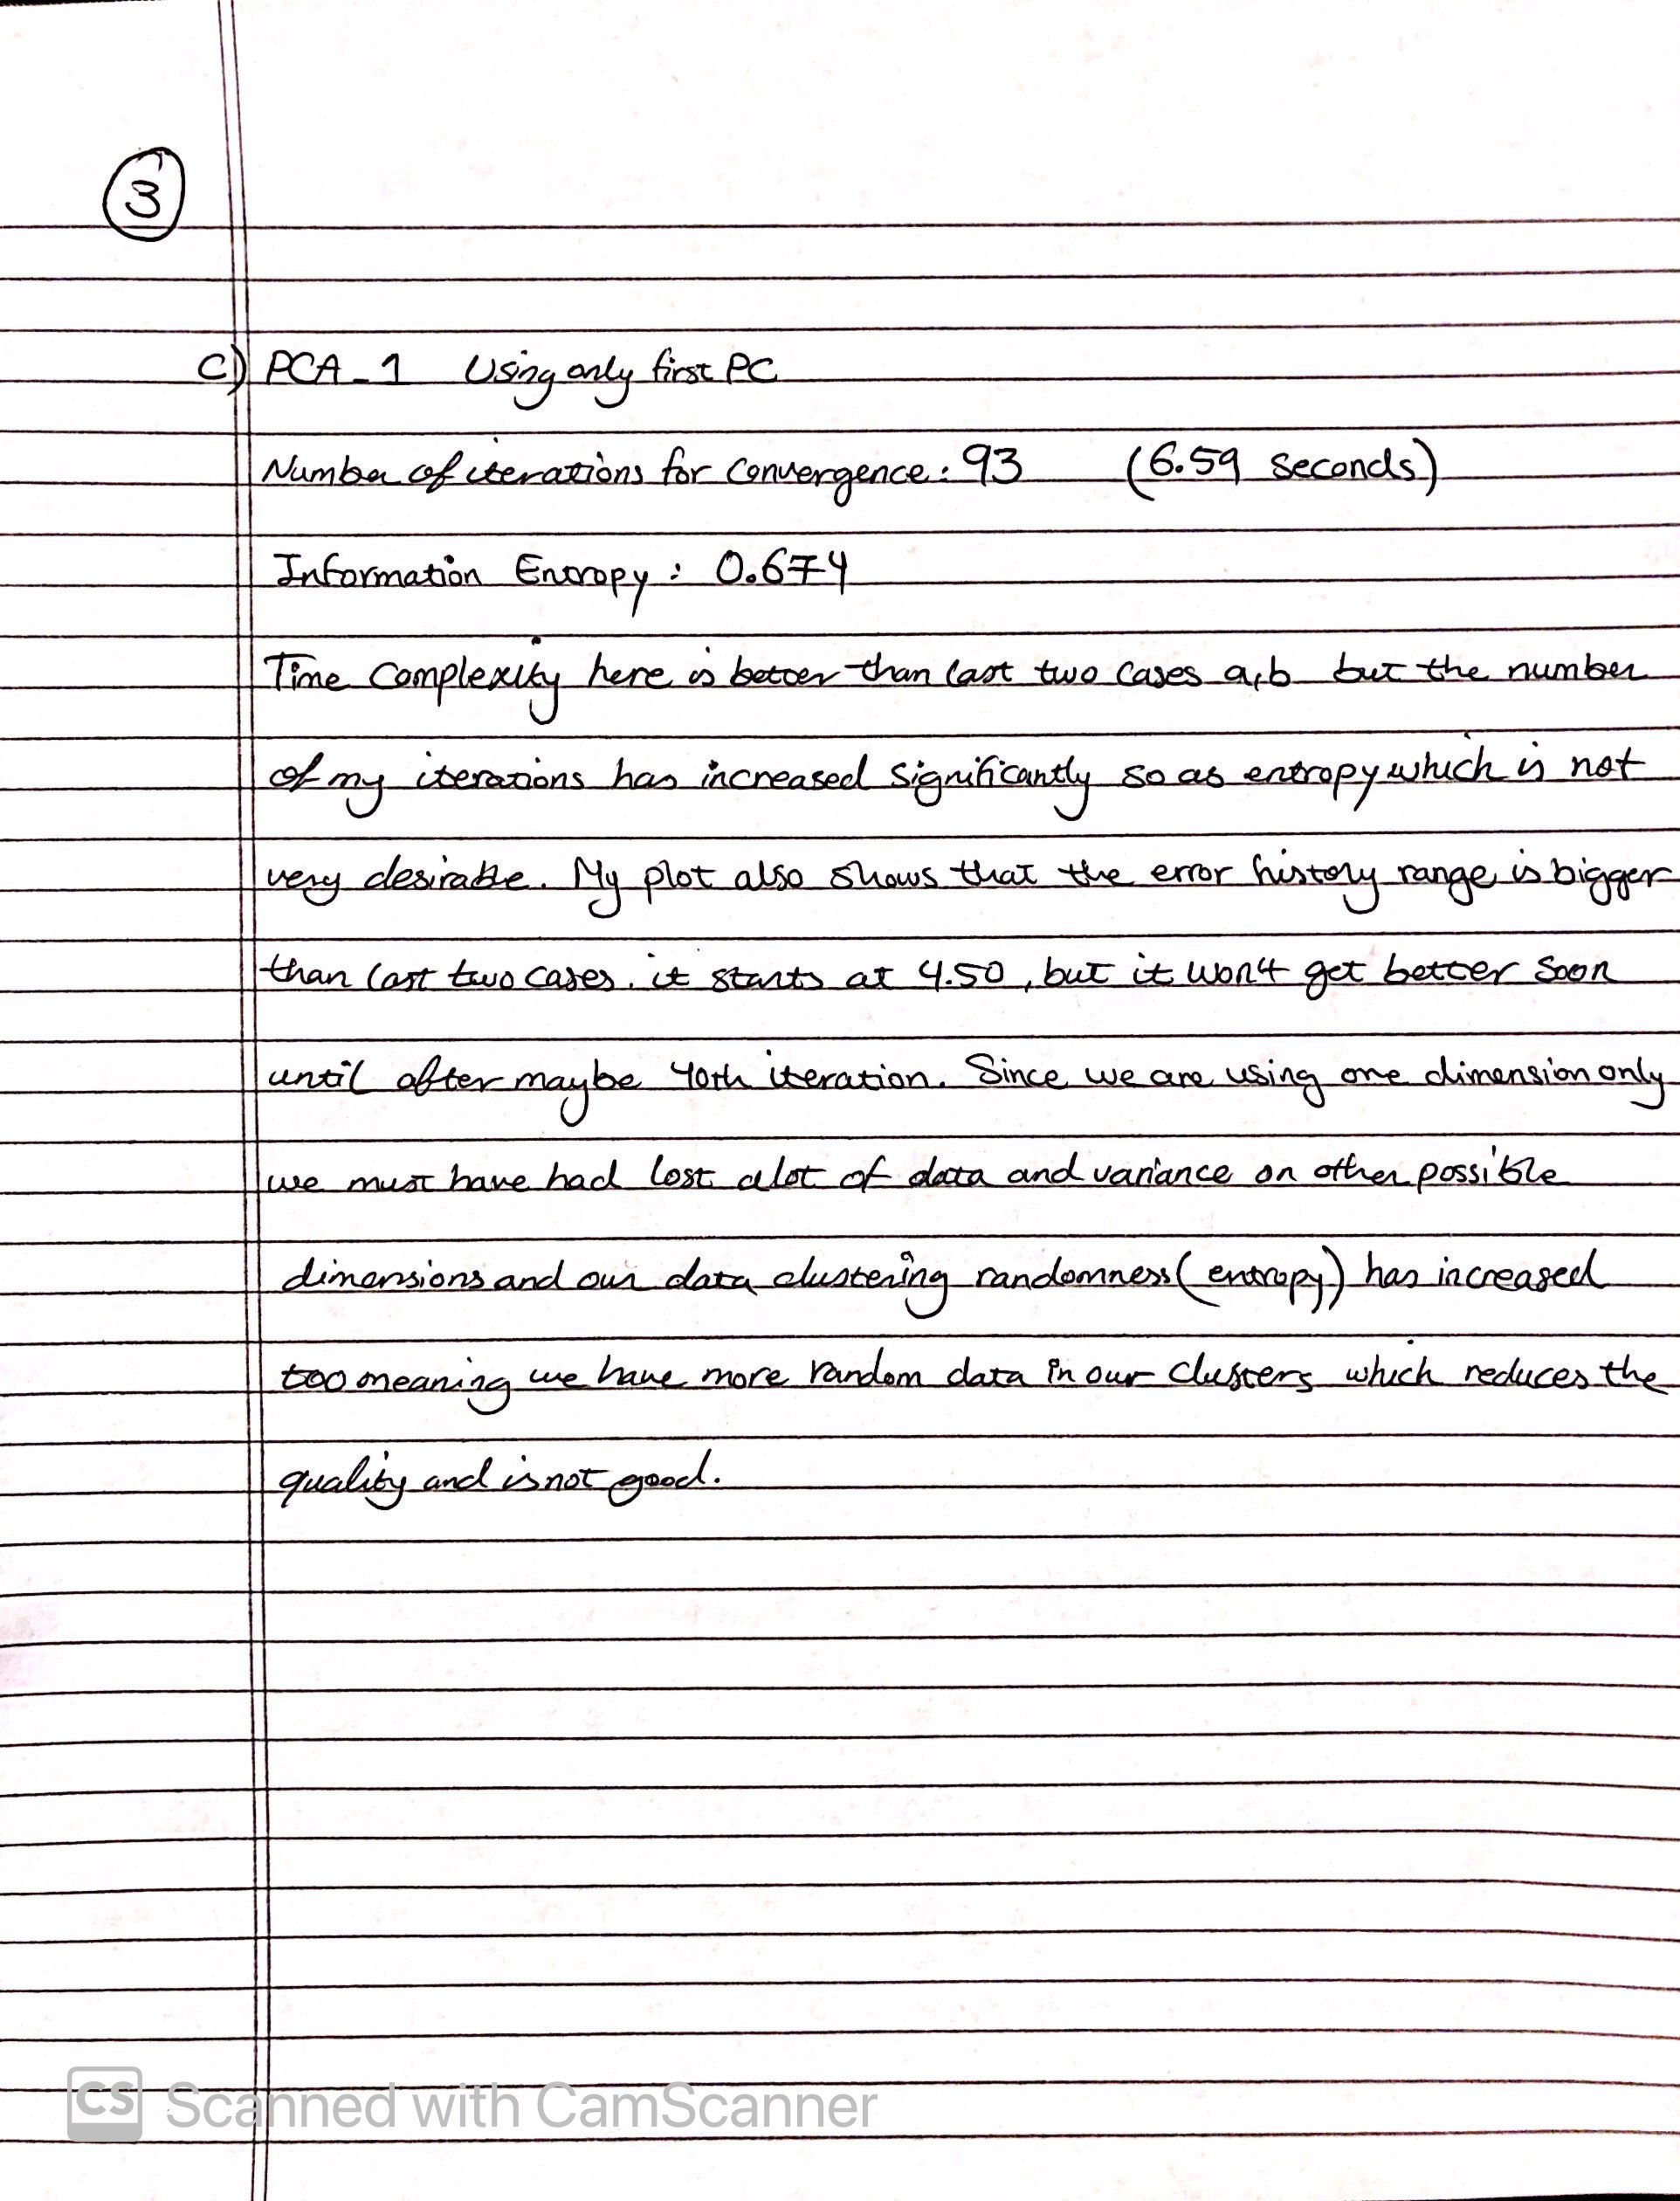 3
c) PCA_1 Using only first PC
Number of iterations for Convergence: 93 (6.59 seconds)
Information Entropy: 0.674
Time Complexity here is better than last two cases a,b but the number
of my iterations has increased significantly so as entropy which is not
very desirable. My plot also shows that the error history range is bigger
than last two cases. it starts at 4.50, but it won't get better soon
until after maybe 40th iteration. Since we are using one dimension only
we must have had lost alot of data and variance on other possible
dimensions and our data clustering randomness (entropy) has increased
too meaning we have more random data in our clusters which reduces the
quality and is not good.
CS Scanned with CamScanner